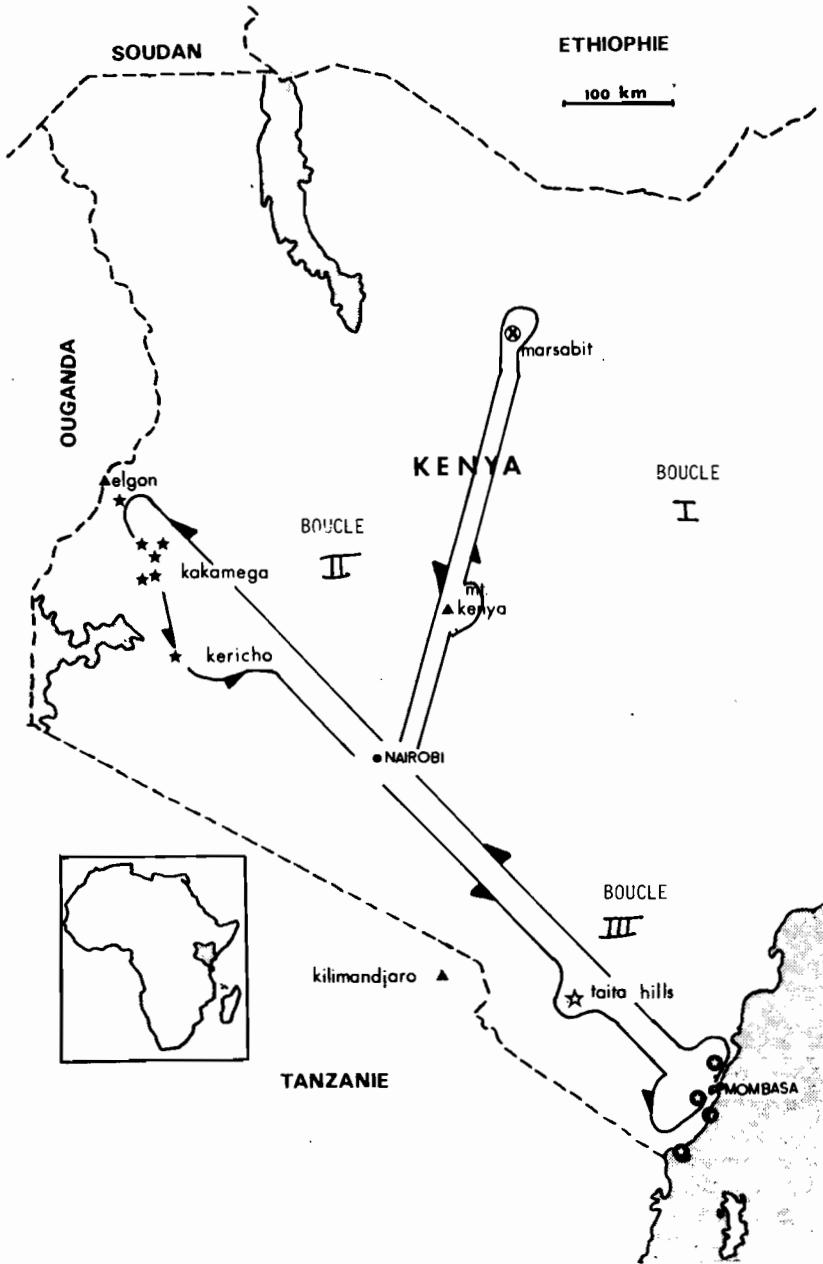 SOUDAN
ETHIOPHIE
100 km
OUGANDA
marsabit
KENYA
BOUCLE
I
elgon
BOUCLE
II
kakamega
mt.
kenya
kericho
NAIROBI
BOUCLE
III
kilimandjaro
taita hills
TANZANIE
MOMBASA